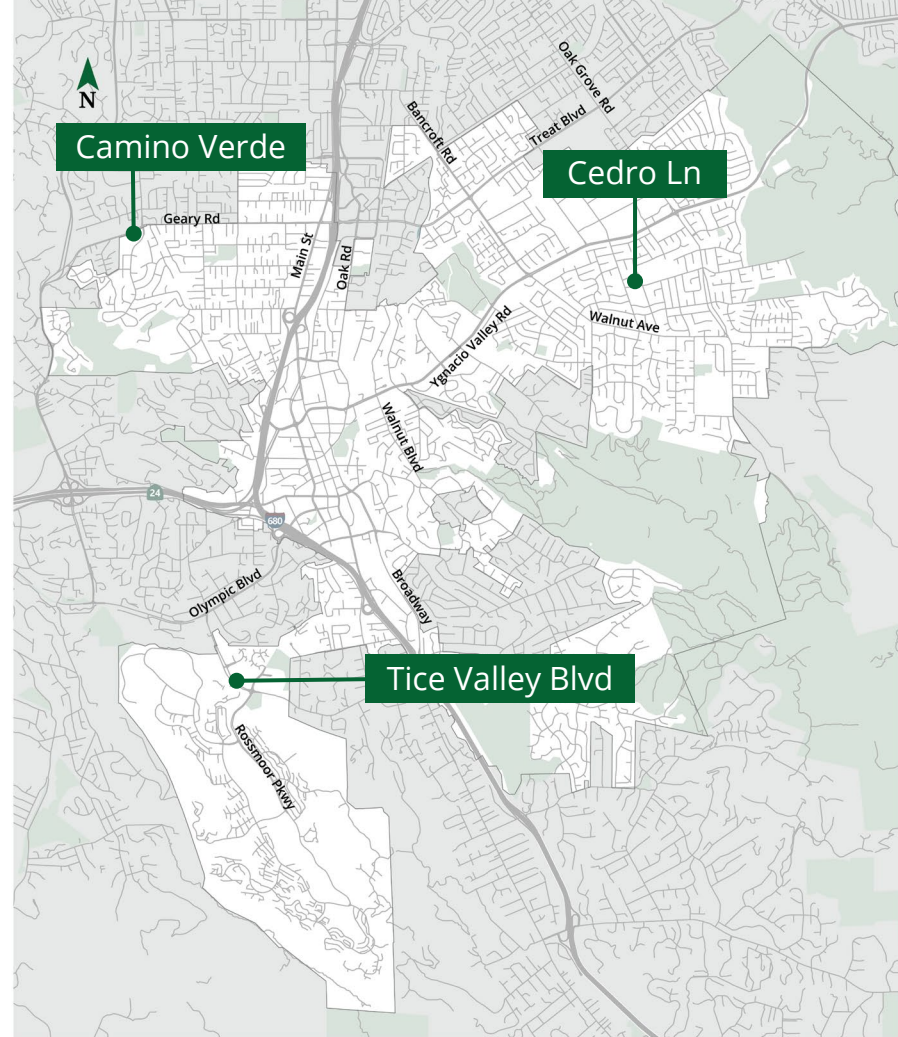 Oak Grove Rd
N
Bancroft Rd
Treat Blvd
Camino Verde
Cedro Ln
Geary Rd
Main St
Oak Rd
Walnut Ave
Ygnacio Valley Rd
Walnut Blvd
24
680
Olympic Blvd
Broadway
Tice Valley Blvd
Rossmoor Pkwy